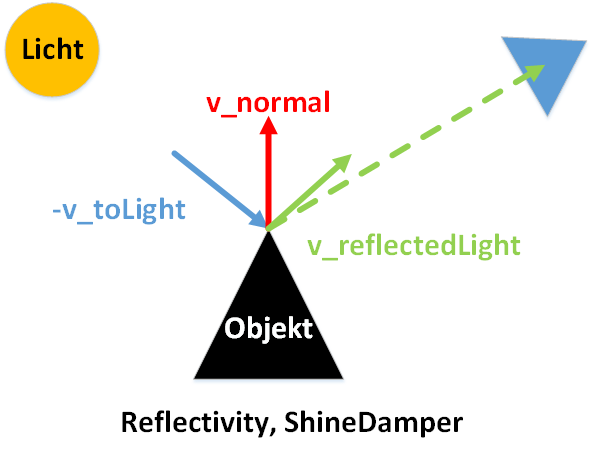 Licht
v_normal
-v_toLight
v_reflectedLight
Objekt
Reflectivity, ShineDamper